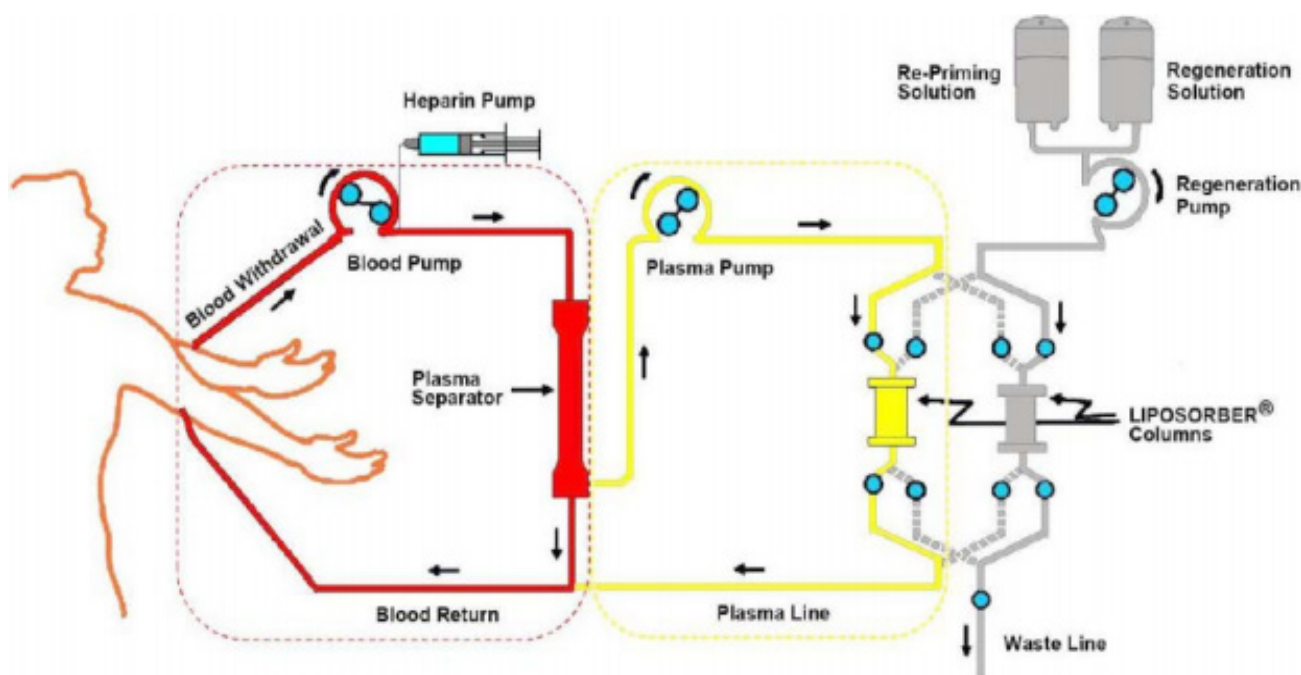 Re-Priming
Solution
Regeneration
Solution
Heparin Pump
Regeneration
Pump
Blood Withdrawal
Blood Pump
Plasma Pump
Plasma
Separator
LIPOSORBER®
Columns
Blood Return
Plasma Line
Waste Line